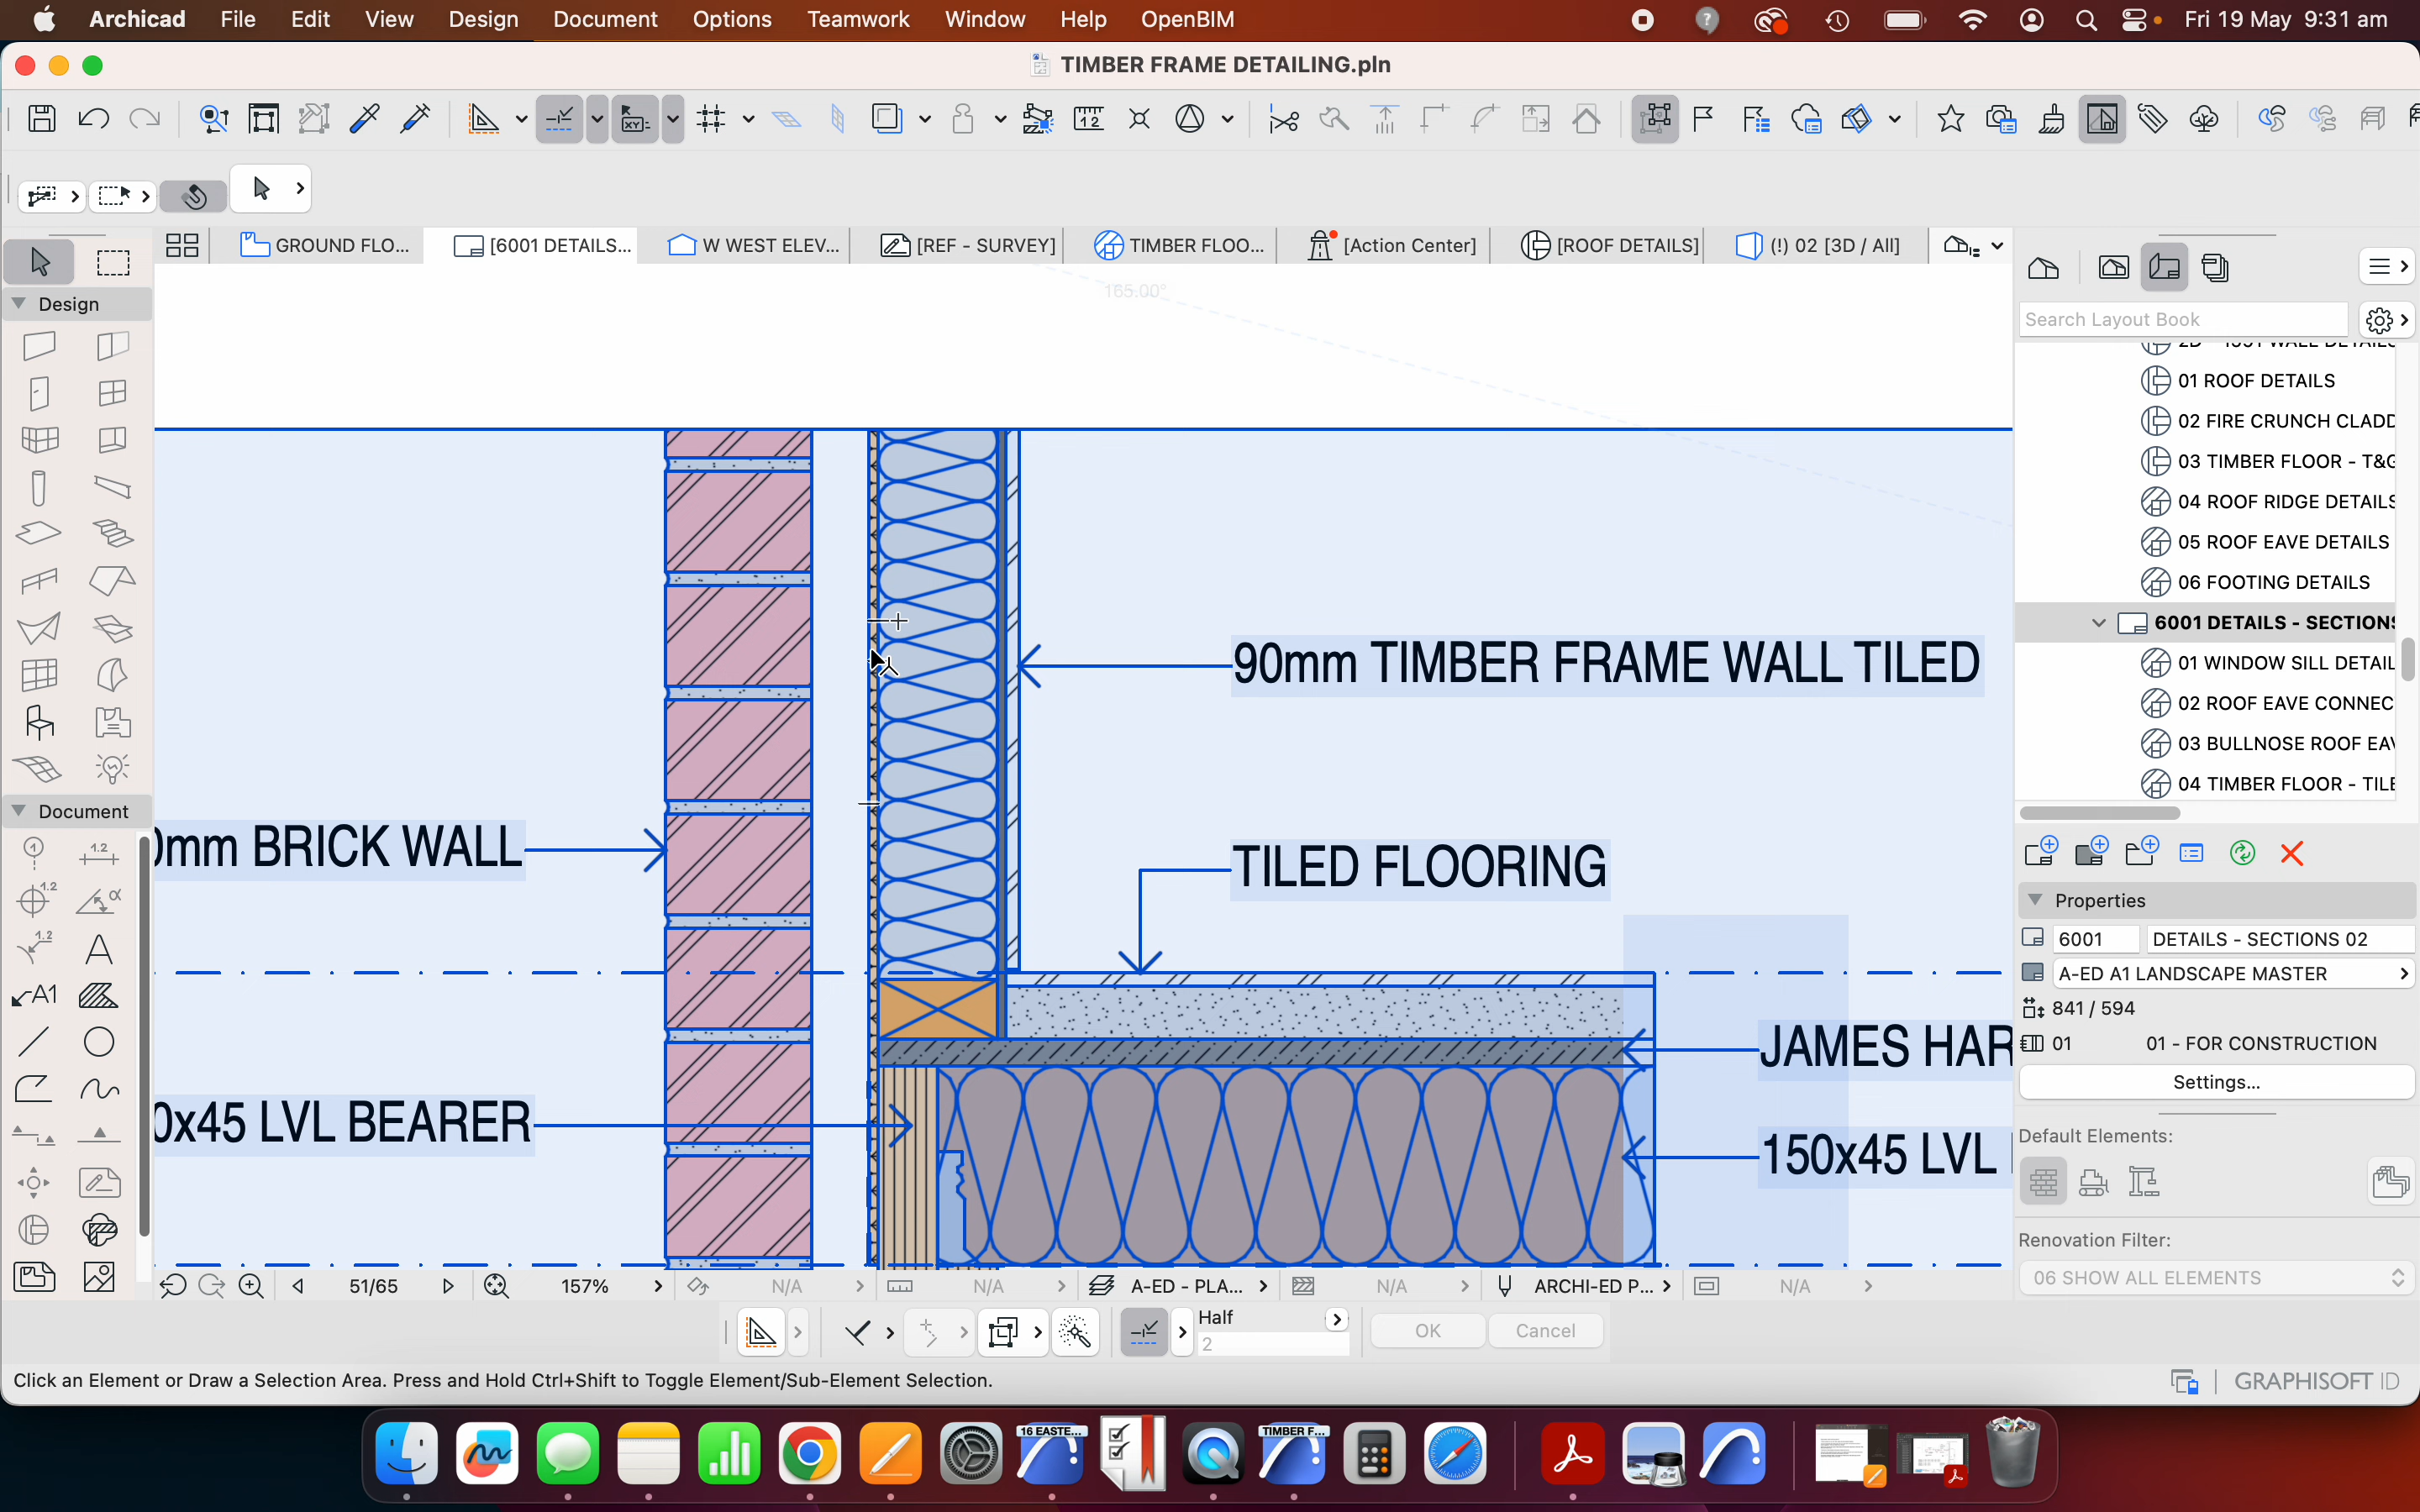 Archicad File Edit View Design Document Options Teamwork Window Help OpenBIM Fri 19 May 9:31 am
TIMBER FRAME DETAILING.pln
GROUND FLO... [6001 DETAILS... W WEST ELEV... [REF - SURVEY] TIMBER FLOO... [Action Center] [ROOF DETAILS] (!) 02 [3D / All]
165.00°
Design
Document
Search Layout Book
01 ROOF DETAILS
02 FIRE CRUNCH CLADD
03 TIMBER FLOOR - T&G
04 ROOF RIDGE DETAILS
05 ROOF EAVE DETAILS
06 FOOTING DETAILS
6001 DETAILS - SECTIONS
01 WINDOW SILL DETAIL
02 ROOF EAVE CONNEC
03 BULLNOSE ROOF EAV
04 TIMBER FLOOR - TILE
90mm TIMBER FRAME WALL TILED
0mm BRICK WALL
TILED FLOORING
JAMES HAR
0x45 LVL BEARER
150x45 LVL
Properties
6001 DETAILS - SECTIONS 02
A-ED A1 LANDSCAPE MASTER
841 / 594
01 01 - FOR CONSTRUCTION
Settings...
Default Elements:
Renovation Filter:
06 SHOW ALL ELEMENTS
51/65 157% N/A N/A A-ED - PLA... N/A ARCHI-ED P... N/A
Half
2
OK Cancel
Click an Element or Draw a Selection Area. Press and Hold Ctrl+Shift to Toggle Element/Sub-Element Selection.
GRAPHISOFT ID
16 EASTE...
TIMBER F...